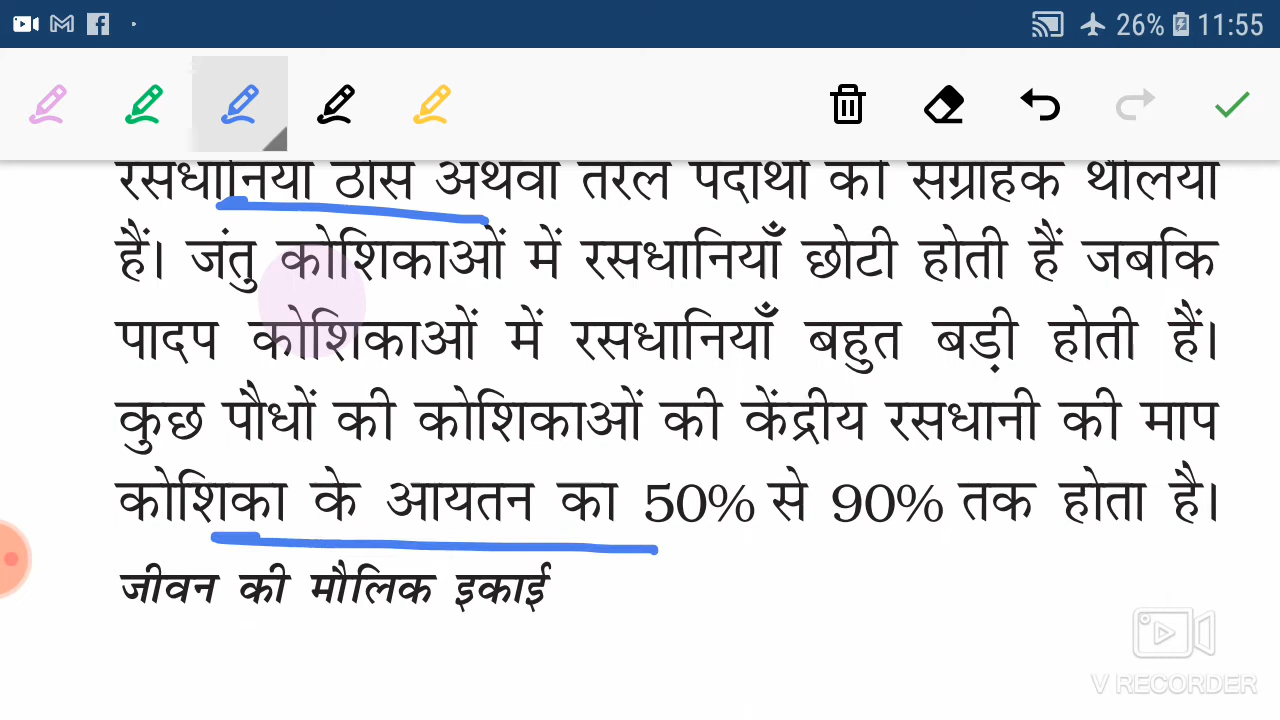 26% 11:55
रसधानियाँ ठोस अथवा तरल पदार्थों की संग्राहक थैलियाँ
हैं। जंतु कोशिकाओं में रसधानियाँ छोटी होती हैं जबकि
पादप कोशिकाओं में रसधानियाँ बहुत बड़ी होती हैं।
कुछ पौधों की कोशिकाओं की केंद्रीय रसधानी की माप
कोशिका के आयतन का 50% से 90% तक होता है।
जीवन की मौलिक इकाई
V RECORDER